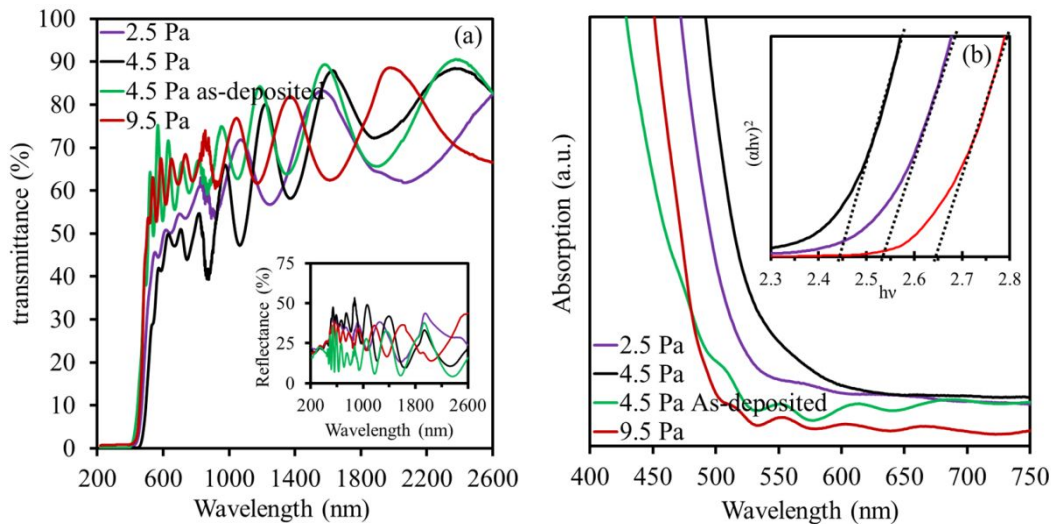 (a)
2.5 Pa
4.5 Pa
4.5 Pa as-deposited
9.5 Pa
transmittance (%)
100
90
80
70
60
50
40
30
20
10
0
200 600 1000 1400 1800 2200 2600
Wavelength (nm)
Reflectance (%)
75
50
25
0
200 1000 1800 2600
Wavelength (nm)
(b)
Absorption (a.u.)
(αhν)2
2.3 2.4 2.5 2.6 2.7 2.8
hν
2.5 Pa
4.5 Pa
4.5 Pa As-deposited
9.5 Pa
400 450 500 550 600 650 700 750
Wavelength (nm)